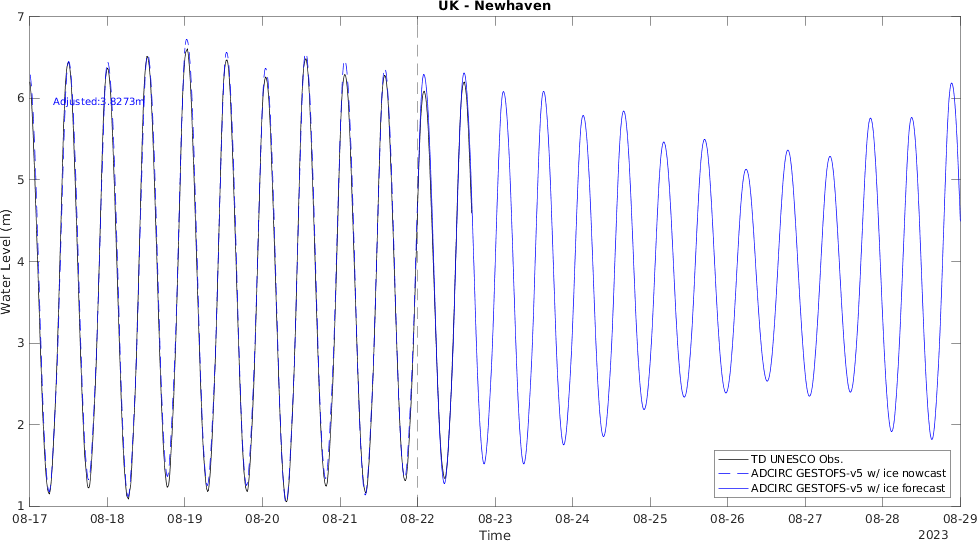 UK - Newhaven
7
6
5
4
3
2
1
Water Level (m)
Adjusted:3.8273m
TD UNESCO Obs.
ADCIRC GESTOFS-v5 w/ ice nowcast
ADCIRC GESTOFS-v5 w/ ice forecast
08-17 08-18 08-19 08-20 08-21 08-22 08-23 08-24 08-25 08-26 08-27 08-28 08-29
Time
2023